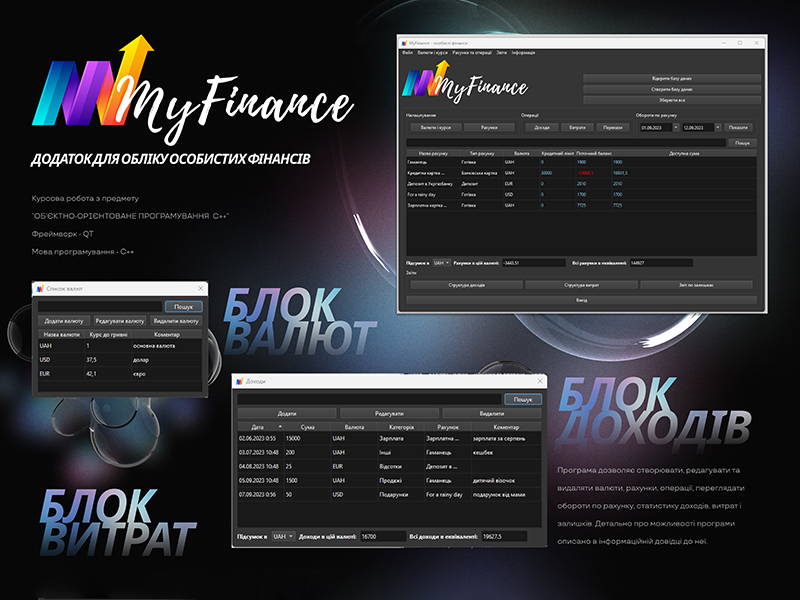 MyFinance
ДОДАТОК ДЛЯ ОБЛІКУ ОСОБИСТИХ ФІНАНСІВ
Курсова робота з предмету
"ОБ'ЄКТНО-ОРІЄНТОВАНЕ ПРОГРАМУВАННЯ C++"
Фреймворк - QT
Мова програмування - C++
MyFinance - особисті фінанси
Файл Валюти і курси Рахунки та операції Звіти Інформація
MyFinance
Відкрити базу даних
Створити базу даних
Зберегти все
Налаштування Операції Обороти по рахунку
Валюти і курси Рахунки Доходи Витрати Перекази 01.06.2023 12.09.2023 Показати
Пошук
Назва рахунку Тип рахунку Валюта Кредитний ліміт Поточний баланс Доступна сума
Гаманець Готівка UAH 0 1900 1900
Кредитна картка ... Банківська картка UAH
Депозит в Укргазбанку Депозит EUR 0 2010 2010
For a rainy day Готівка USD 0 1700 1700
Зарплатна картка ... Готівка UAH 0 7725 7725
Підсумок в UAH Рахунки в цій валюті: Всі рахунки в еквіваленті: 144927
Звіти
Структура доходів Структура витрат Звіт по залишках
Вихід
Список валют
Пошук
Додати валюту Редагувати валюту Видалити валюту
Назва валюти Курс до гривні Коментар
UAH 1 основна валюта
USD 37,5 долар
EUR 42,1 євро
БЛОК
ВАЛЮТ
Доходи
Пошук
Додати Редагувати Видалити
Дата Сума Валюта Категорія Рахунок Коментар
02.06.2023 0:55 15000 UAH Зарплата Зарплатна ... зарплата за серпень
03.07.2023 10:48 200 UAH Інші Гаманець кешбек
04.08.2023 10:48 25 EUR Відсотки Депозит в ...
05.09.2023 10:48 1500 UAH Продажі Гаманець дитячий візочок
07.09.2023 0:56 50 USD Подарунки For a rainy day подарунок від мами
Підсумок в UAH Доходи в цій валюті: 16700 Всі доходи в еквіваленті: 19627.5
БЛОК
ДОХОДІВ
Програма дозволяє створювати, редагувати та
видаляти валюти, рахунки, операції, переглядати
обороти по рахунку, статистику доходів, витрат і
залишків. Детально про можливості програми
описано в інформаційній довідці до неї.
БЛОК
ВИТРАТ